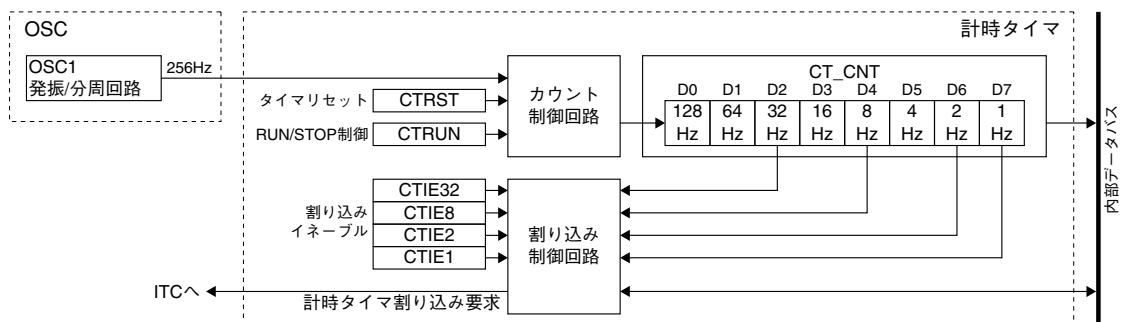 OSC
計時タイマ
OSC1
発振/分周回路
256Hz
タイマリセット
CTRST
RUN/STOP制御
CTRUN
カウント
制御回路
CT_CNT
D0 D1 D2 D3 D4 D5 D6 D7
128 64 32 16 8 4 2 1
Hz Hz Hz Hz Hz Hz Hz Hz
内部データバス
割り込み
イネーブル
CTIE32
CTIE8
CTIE2
CTIE1
割り込み
制御回路
ITCへ
計時タイマ割り込み要求